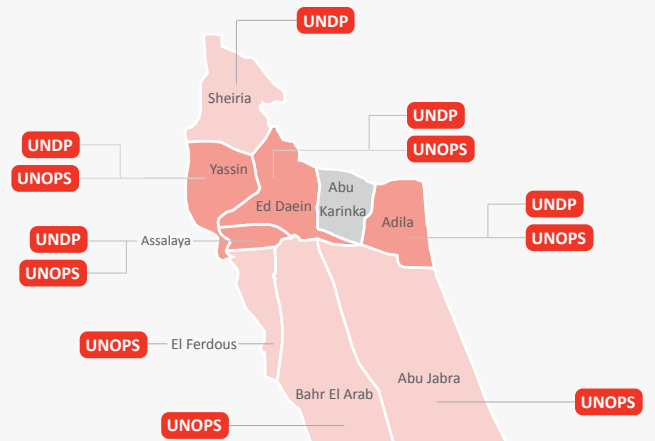 UNDP
Sheiria
UNDP
UNOPS
UNDP
UNOPS
Yassin
Abu
Karinka
Ed Daein
Adila
UNDP
UNOPS
UNDP
UNOPS
Assalaya
UNOPS
El Ferdous
Abu Jabra
Bahr El Arab
UNOPS
UNOPS